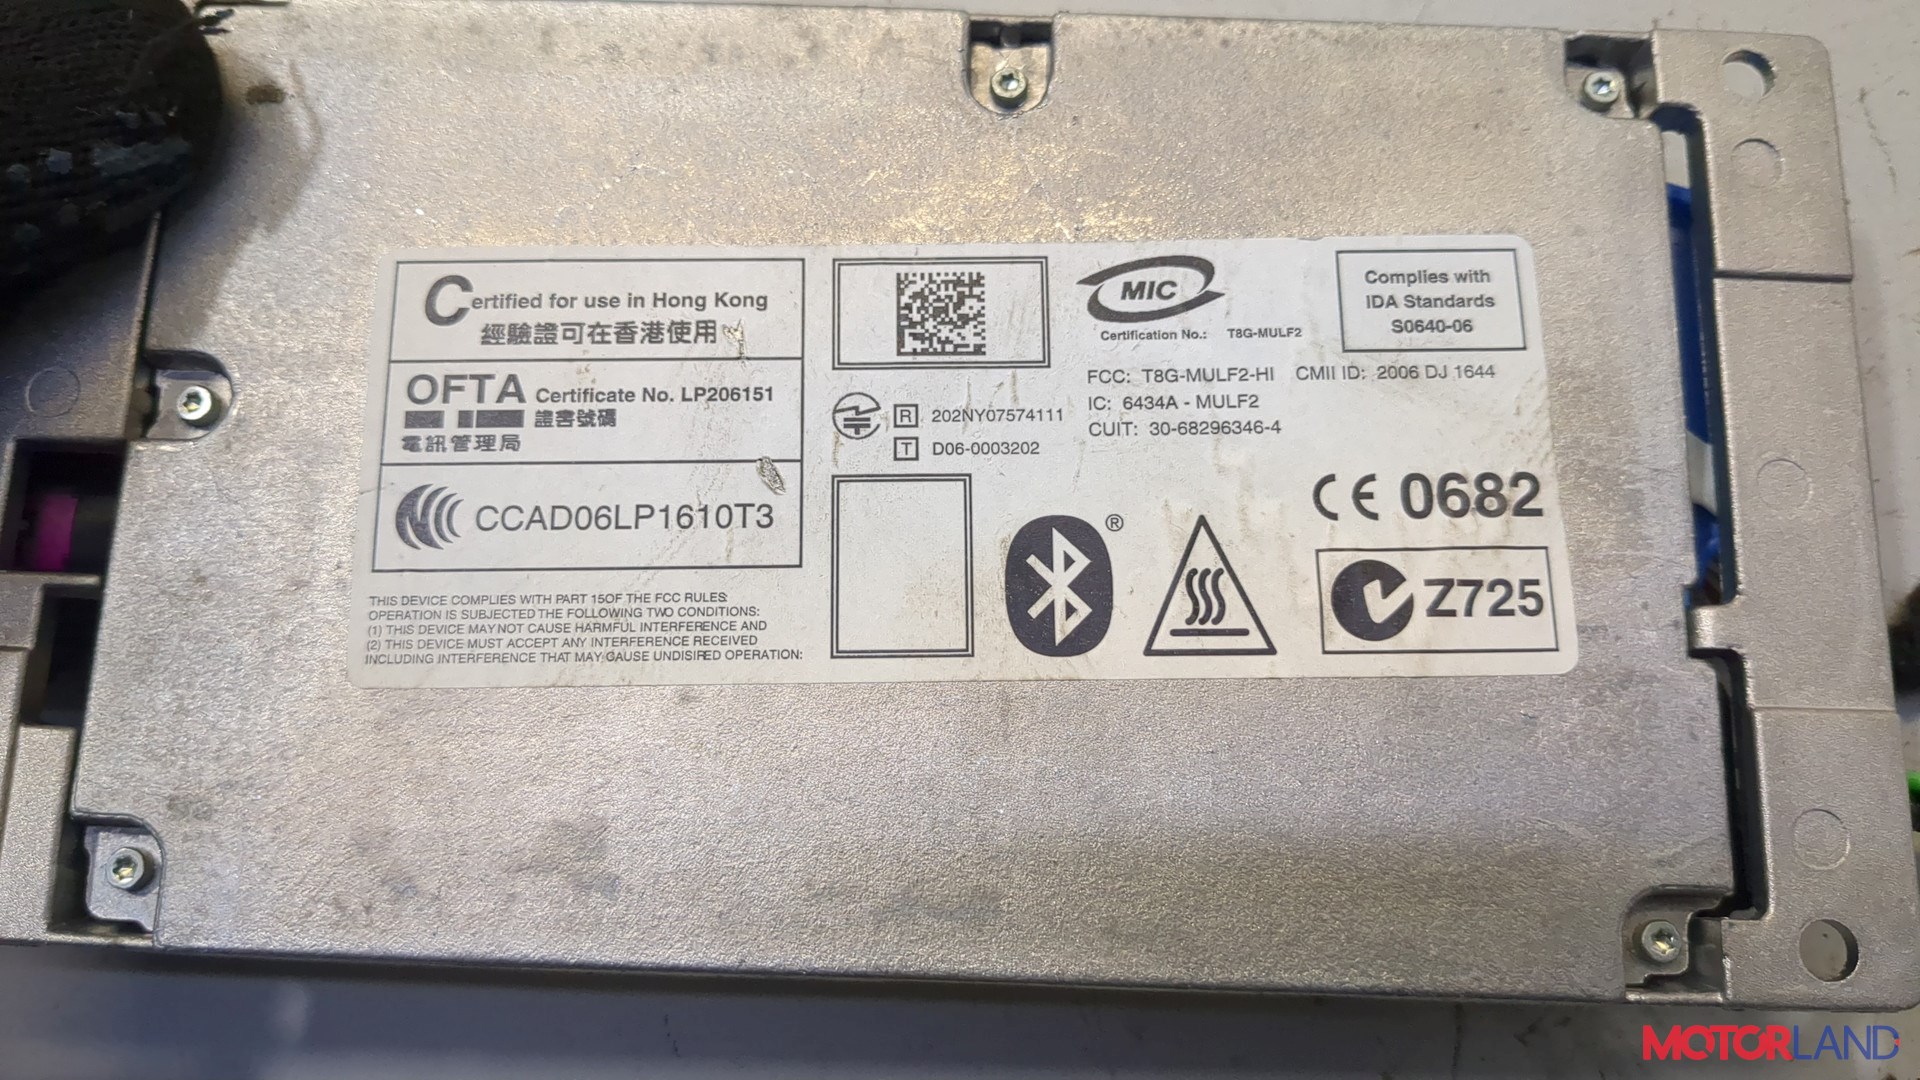 Certified for use in Hong Kong
經驗證可在香港使用
OFTA Certificate No. LP206151
證書號碼
電訊管理局
CCAD06LP1610T3
THIS DEVICE COMPLIES WITH PART 15OF THE FCC RULES:
OPERATION IS SUBJECTED THE FOLLOWING TWO CONDITIONS:
(1) THIS DEVICE MAY NOT CAUSE HARMFUL INTERFERENCE AND
(2) THIS DEVICE MUST ACCEPT ANY INTERFERENCE RECEIVED
INCLUDING INTERFERENCE THAT MAY CAUSE UNDISIRED OPERATION:
R 202NY07574111
T D06-0003202
MIC
Certification No.: T8G-MULF2
Complies with
IDA Standards
S0640-06
FCC: T8G-MULF2-HI CMII ID: 2006 DJ 1644
IC: 6434A - MULF2
CUIT: 30-68296346-4
®
CE 0682
Z725
MOTORLAND